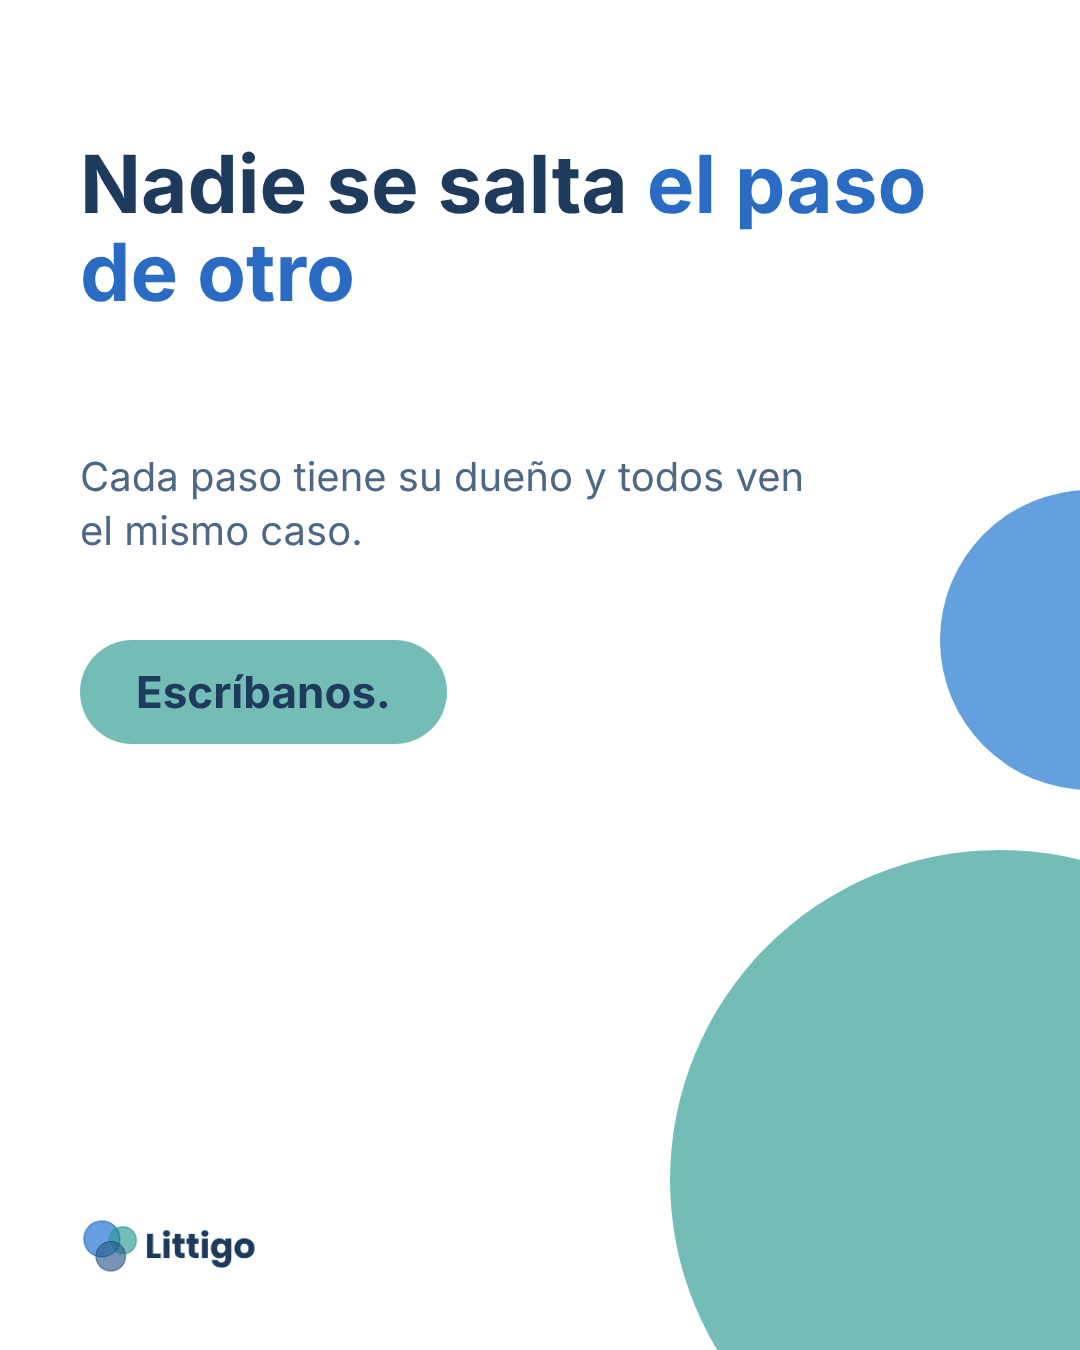 Nadie se salta el paso
de otro
Cada paso tiene su dueño y todos ven
el mismo caso.
Escríbanos.
Littigo